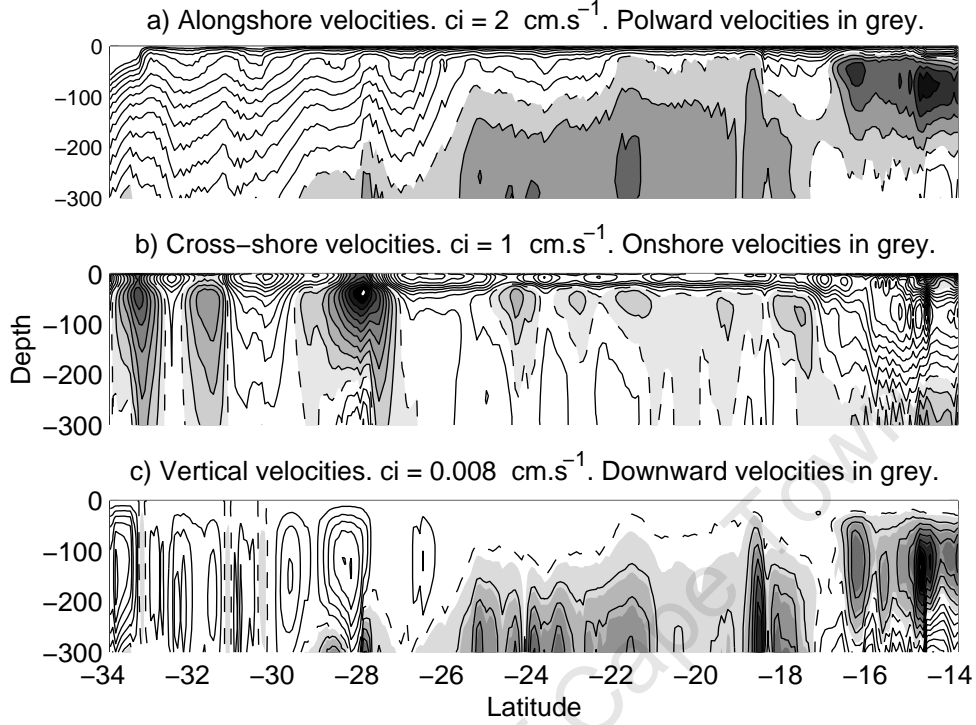 a) Alongshore velocities. ci = 2 cm.s⁻¹. Polward velocities in grey.
0
−100
−200
−300
b) Cross−shore velocities. ci = 1 cm.s⁻¹. Onshore velocities in grey.
0
−100
−200
−300
Depth
c) Vertical velocities. ci = 0.008 cm.s⁻¹. Downward velocities in grey.
0
−100
−200
−300
−34 −32 −30 −28 −26 −24 −22 −20 −18 −16 −14
Latitude
Cape Town